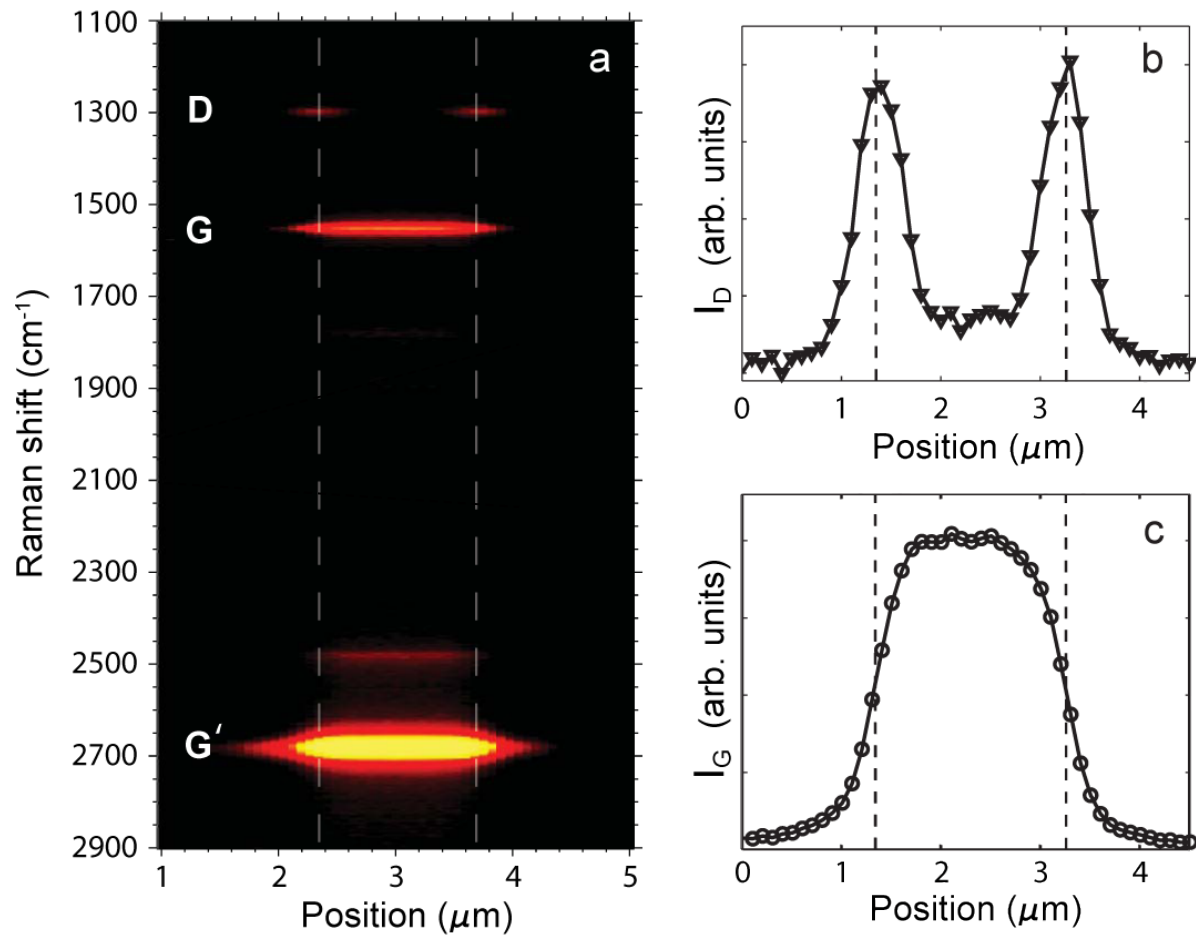 a
D
G
G′
1100
1300
1500
1700
1900
2100
2300
2500
2700
2900
Raman shift (cm⁻¹)
1 2 3 4 5
Position (μm)
b
I_D (arb. units)
0 1 2 3 4
Position (μm)
c
I_G (arb. units)
0 1 2 3 4
Position (μm)